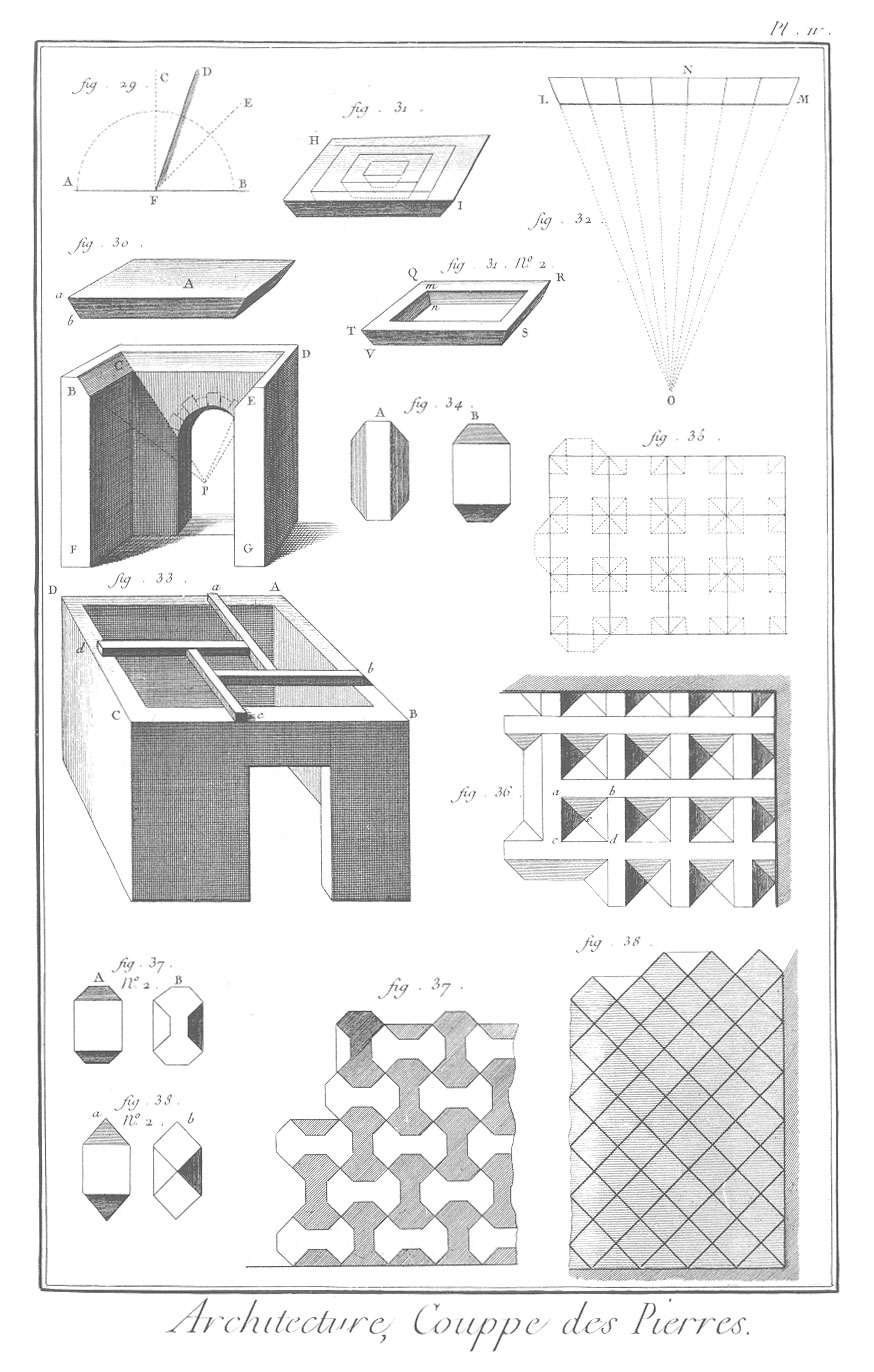 Pl. IV.
fig. 29.
C
D
E
A
B
F
fig. 31.
H
I
N
L
M
fig. 32.
O
fig. 30.
A
a
b
fig. 31. No. 2.
Q
R
m
n
T
S
V
B
C
D
E
P
F
G
fig. 34.
A
B
fig. 35.
fig. 33.
D
a
A
d
b
C
c
B
fig. 36.
a
b
e
c
d
fig. 37.
No. 2.
A
B
fig. 38.
No. 2.
a
b
fig. 37.
fig. 38.
Architecture, Couppe des Pierres.